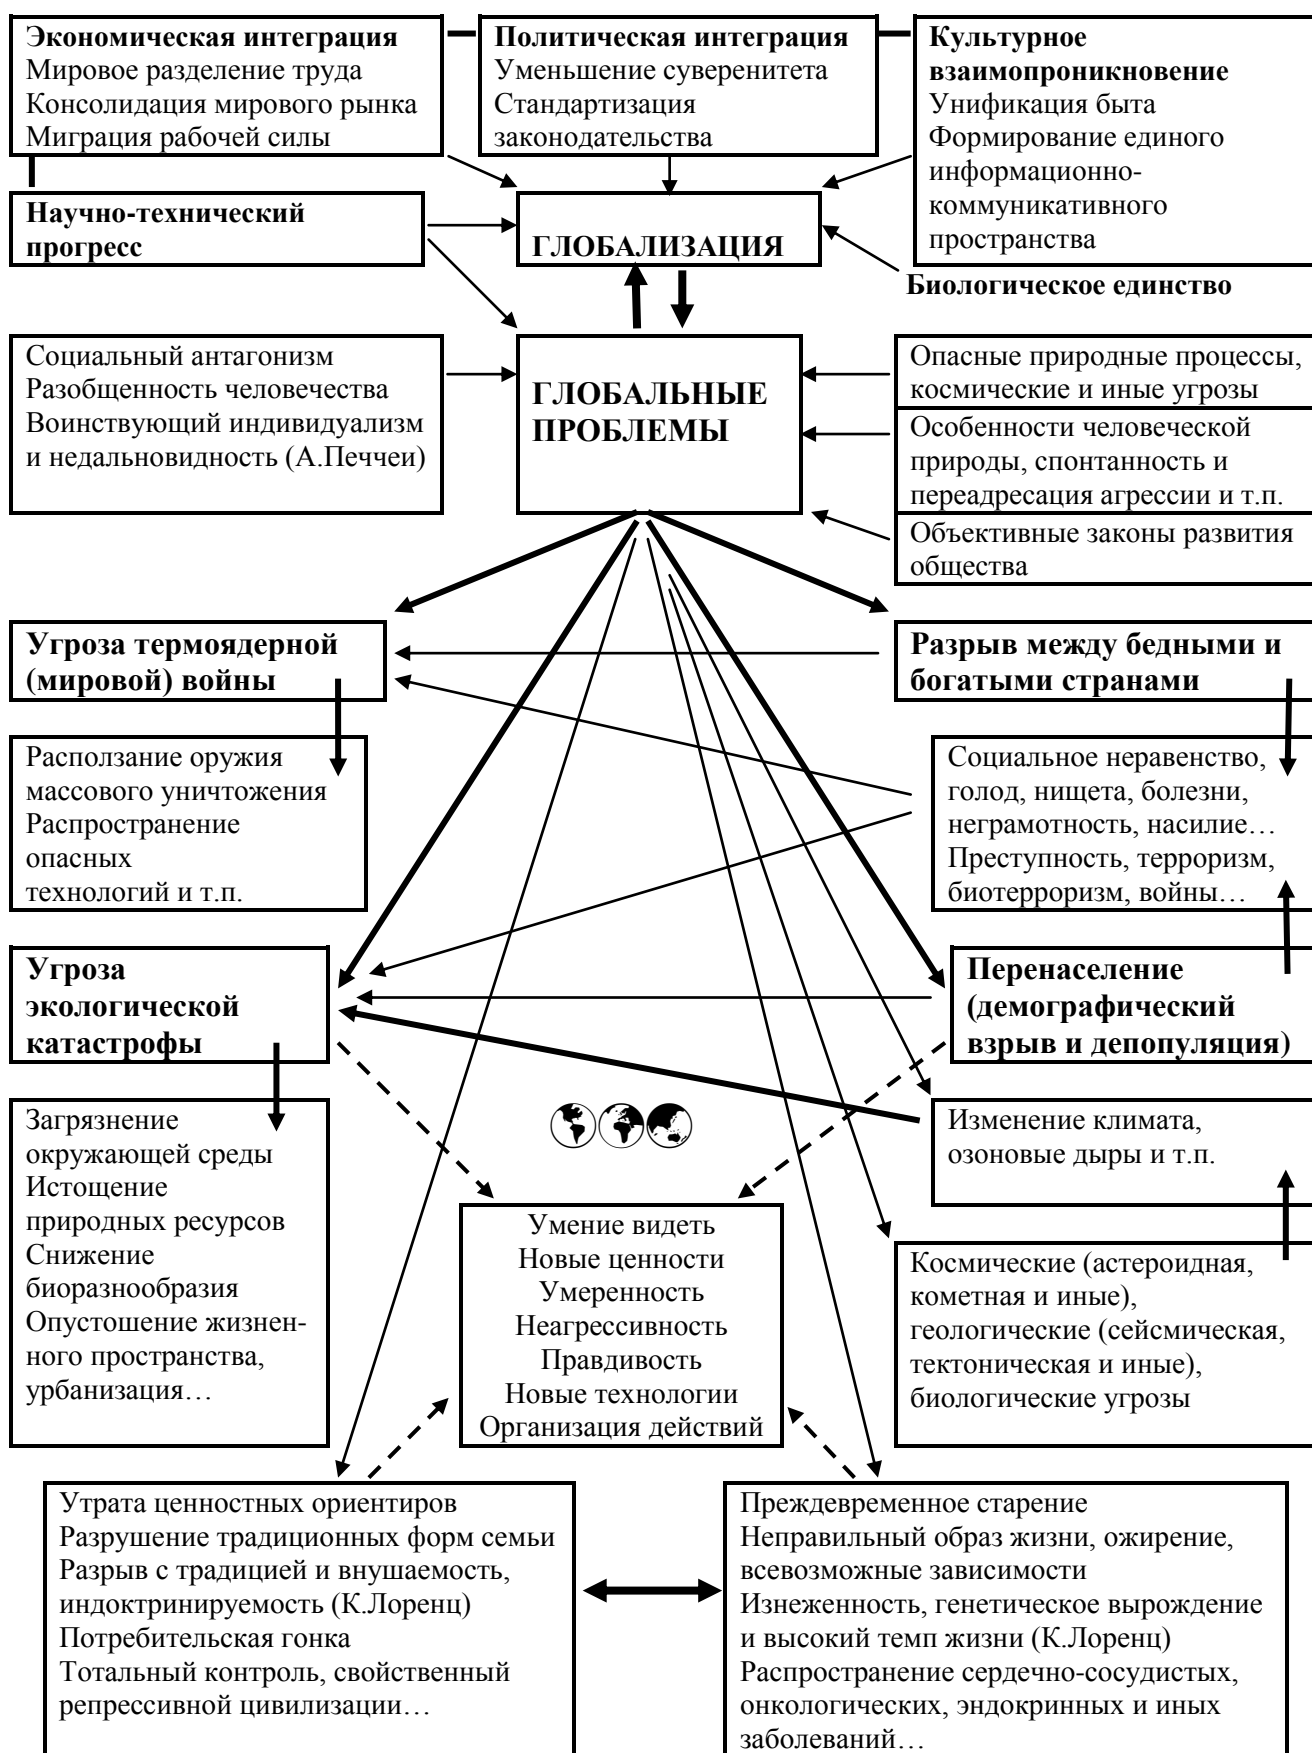 Экономическая интеграция
Мировое разделение труда
Консолидация мирового рынка
Миграция рабочей силы
Политическая интеграция
Уменьшение суверенитета
Стандартизация
законодательства
Культурное
взаимопроникновение
Унификация быта
Формирование единого
информационно-
коммуникативного
пространства
Научно-технический
прогресс
ГЛОБАЛИЗАЦИЯ
Биологическое единство
Социальный антагонизм
Разобщенность человечества
Воинствующий индивидуализм
и недальновидность (А.Печчеи)
ГЛОБАЛЬНЫЕ
ПРОБЛЕМЫ
Опасные природные процессы,
космические и иные угрозы
Особенности человеческой
природы, спонтанность и
переадресация агрессии и т.п.
Объективные законы развития
общества
Угроза термоядерной
(мировой) войны
Разрыв между бедными и
богатыми странами
Расползание оружия
массового уничтожения
Распространение
опасных
технологий и т.п.
Социальное неравенство,
голод, нищета, болезни,
неграмотность, насилие…
Преступность, терроризм,
биотерроризм, войны…
Угроза
экологической
катастрофы
Перенаселение
(демографический
взрыв и депопуляция)
Загрязнение
окружающей среды
Истощение
природных ресурсов
Снижение
биоразнообразия
Опустошение жизнен-
ного пространства,
урбанизация…
Изменение климата,
озоновые дыры и т.п.
Умение видеть
Новые ценности
Умеренность
Неагрессивность
Правдивость
Новые технологии
Организация действий
Космические (астероидная,
кометная и иные),
геологические (сейсмическая,
тектоническая и иные),
биологические угрозы
Утрата ценностных ориентиров
Разрушение традиционных форм семьи
Разрыв с традицией и внушаемость,
индоктринируемость (К.Лоренц)
Потребительская гонка
Тотальный контроль, свойственный
репрессивной цивилизации…
Преждевременное старение
Неправильный образ жизни, ожирение,
всевозможные зависимости
Изнеженность, генетическое вырождение
и высокий темп жизни (К.Лоренц)
Распространение сердечно-сосудистых,
онкологических, эндокринных и иных
заболеваний…